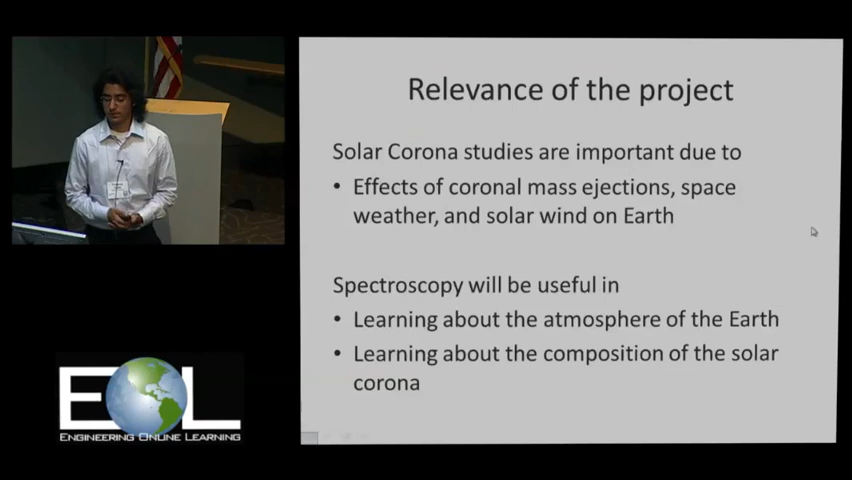 Relevance of the project
Solar Corona studies are important due to
• Effects of coronal mass ejections, space
weather, and solar wind on Earth
Spectroscopy will be useful in
• Learning about the atmosphere of the Earth
• Learning about the composition of the solar
corona
EOL
Engineering Online Learning